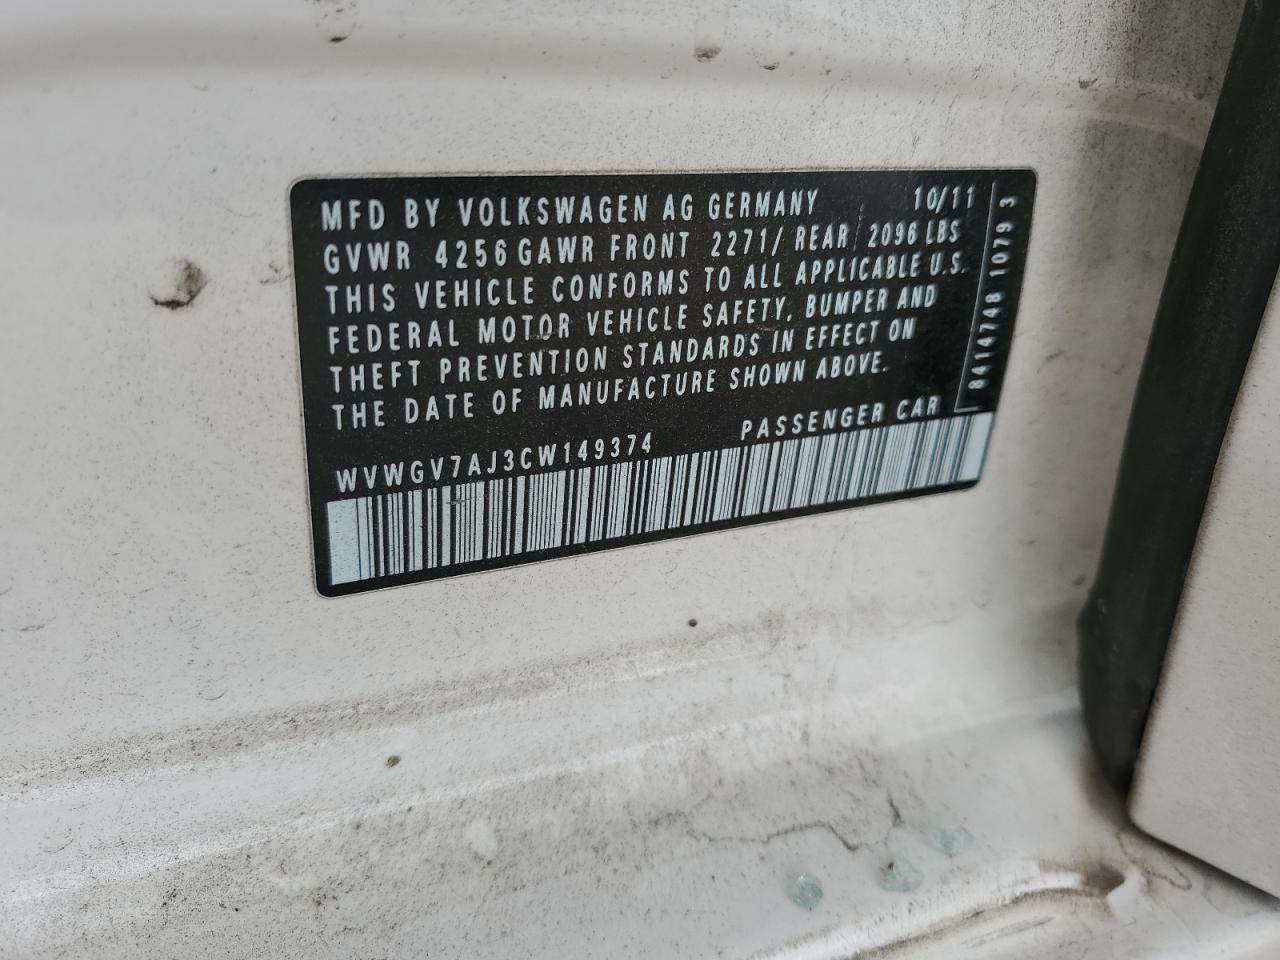 MFD BY VOLKSWAGEN AG GERMANY 10/11
GVWR 4256 GAWR FRONT 2271/ REAR 2096 LBS
THIS VEHICLE CONFORMS TO ALL APPLICABLE U.S.
FEDERAL MOTOR VEHICLE SAFETY, BUMPER AND
THEFT PREVENTION STANDARDS IN EFFECT ON
THE DATE OF MANUFACTURE SHOWN ABOVE.
WVWGV7AJ3CW149374 PASSENGER CAR
8414748 1079 3